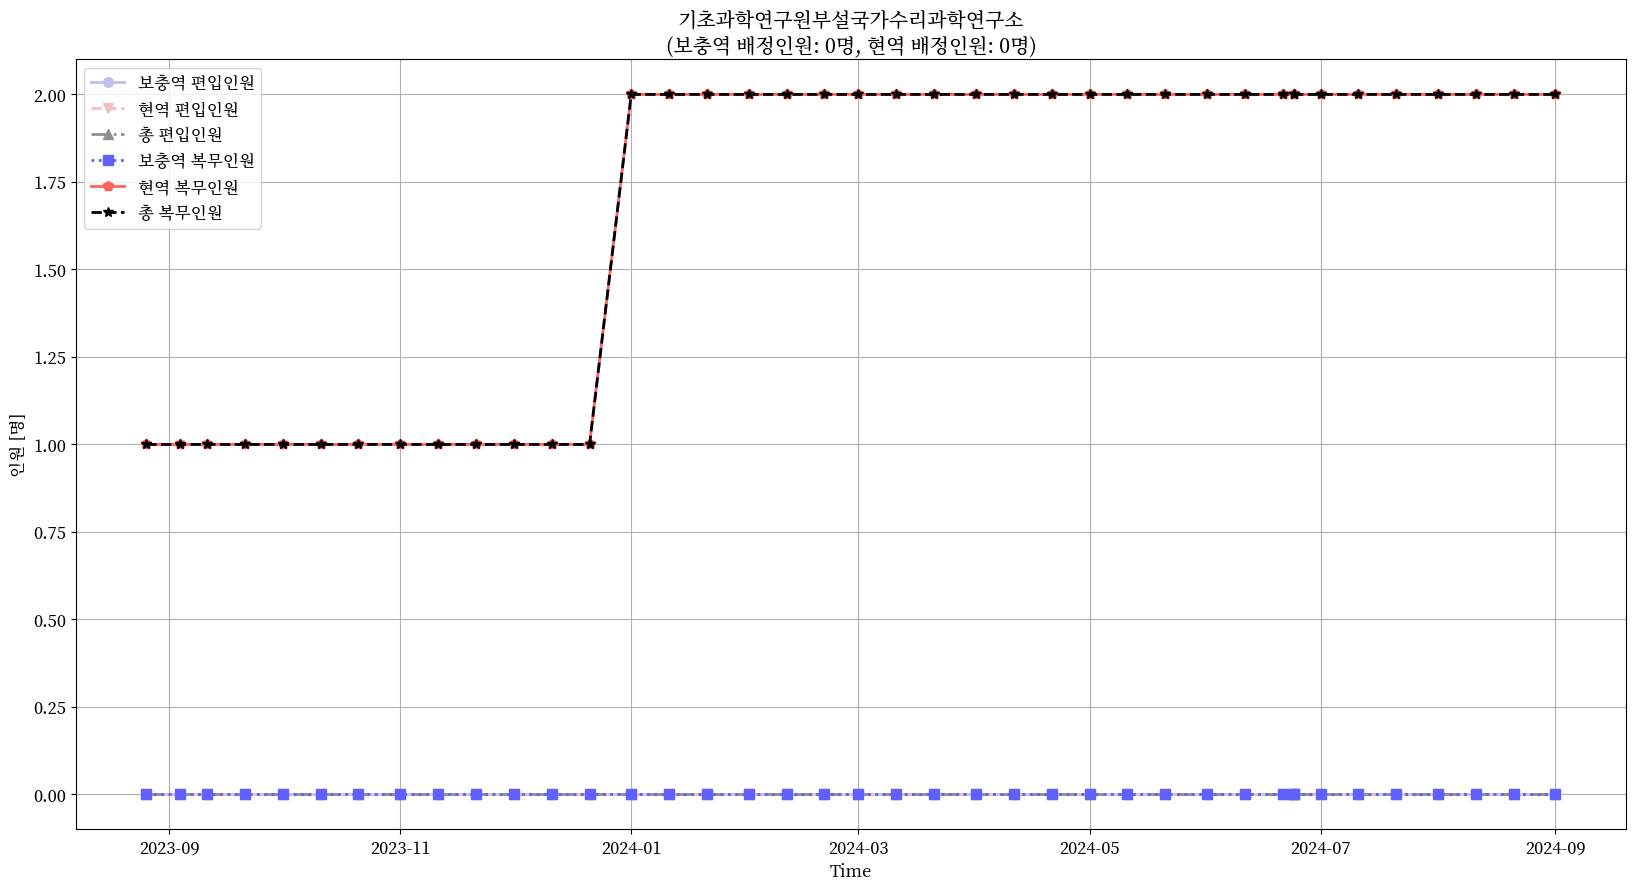 기초과학연구원부설국가수리과학연구소
(보충역 배정인원: 0명, 현역 배정인원: 0명)
보충역 편입인원
현역 편입인원
총 편입인원
보충역 복무인원
현역 복무인원
총 복무인원
2.00
1.75
1.50
1.25
1.00
0.75
0.50
0.25
0.00
인원 [명]
2023-09
2023-11
2024-01
2024-03
2024-05
2024-07
2024-09
Time